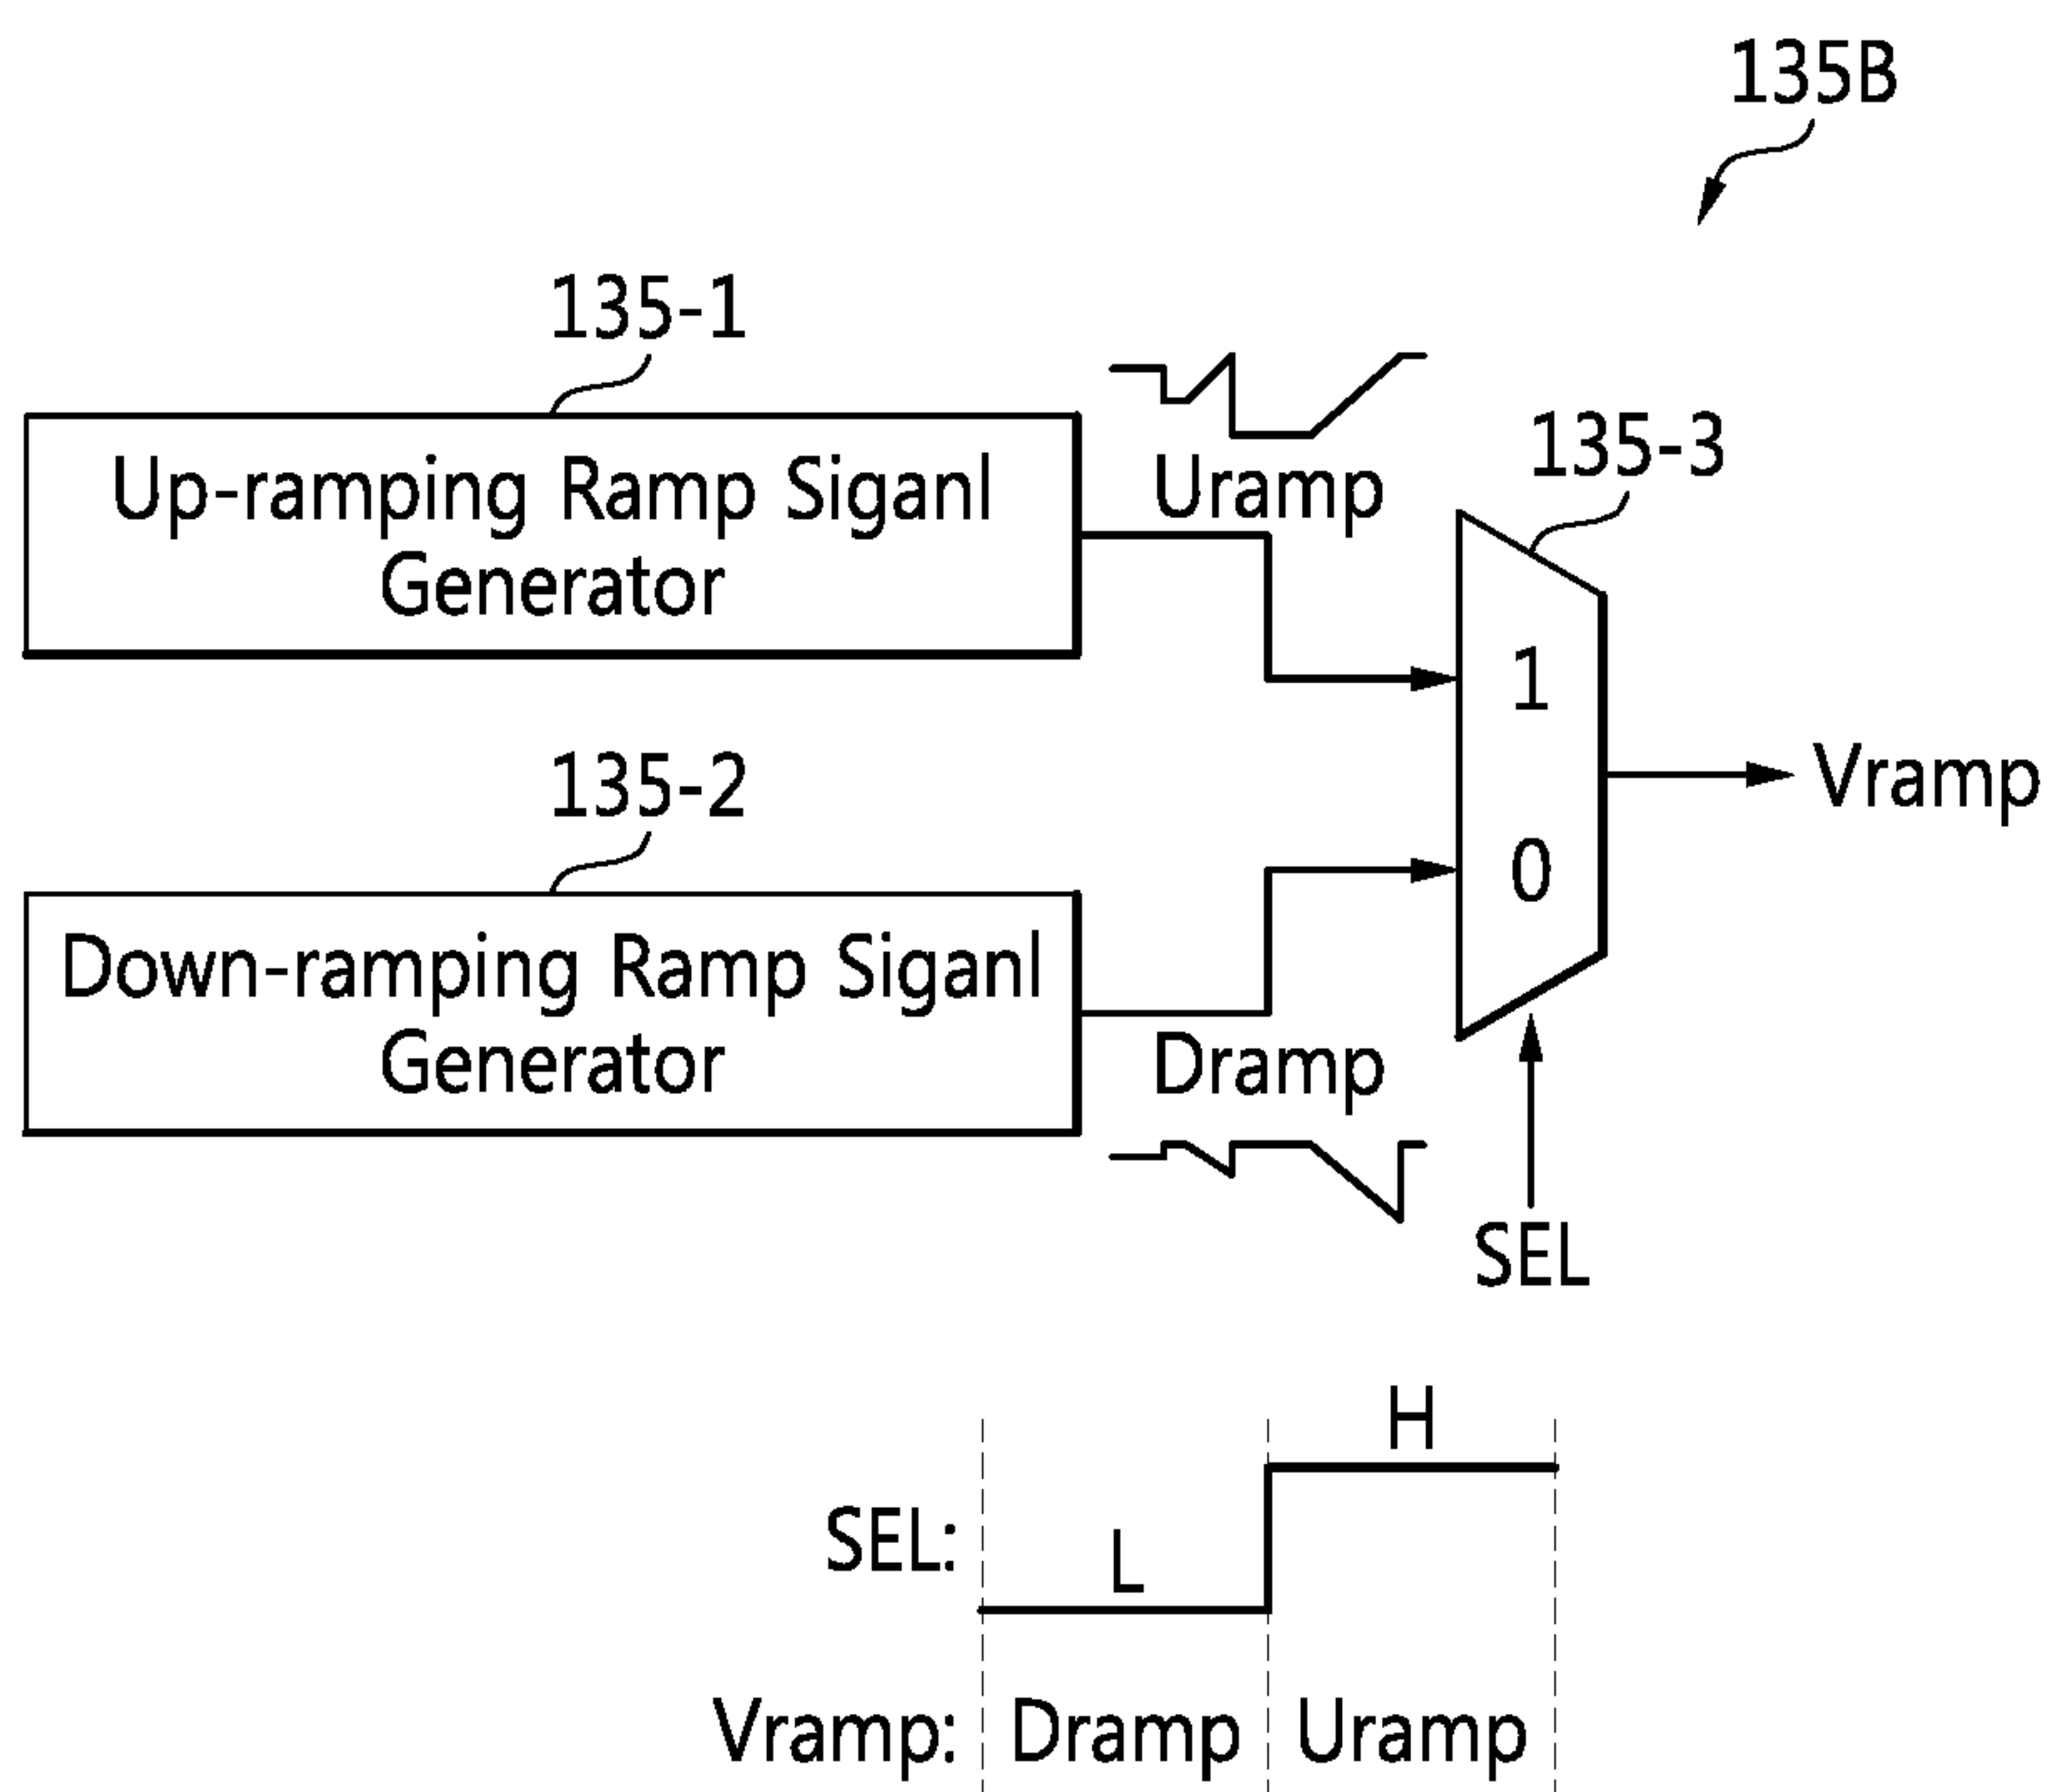 135B
135-1
Up-ramping Ramp Siganl
Generator
Uramp
135-3
1
0
Vramp
135-2
Down-ramping Ramp Siganl
Generator
Dramp
SEL
H
SEL:
L
Vramp: Dramp Uramp